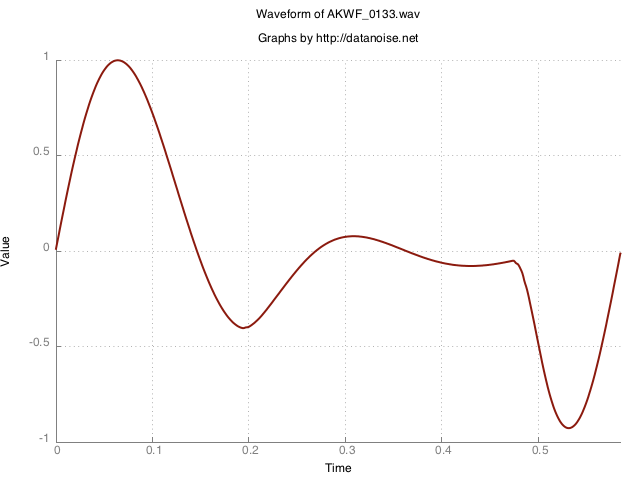 Waveform of AKWF_0133.wav
Graphs by http://datanoise.net
1
0.5
0
-0.5
-1
Value
0 0.1 0.2 0.3 0.4 0.5
Time